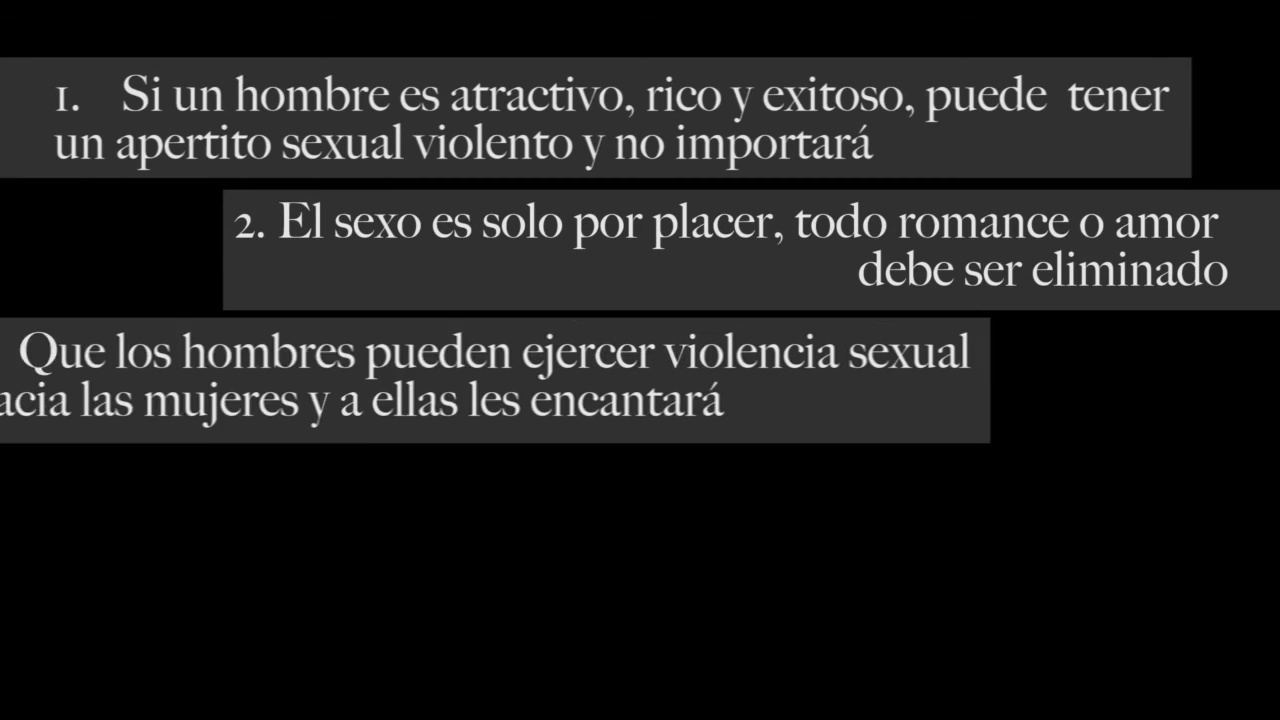 1. Si un hombre es atractivo, rico y exitoso, puede tener
un apertito sexual violento y no importará
2. El sexo es solo por placer, todo romance o amor
debe ser eliminado
Que los hombres pueden ejercer violencia sexual
acia las mujeres y a ellas les encantará